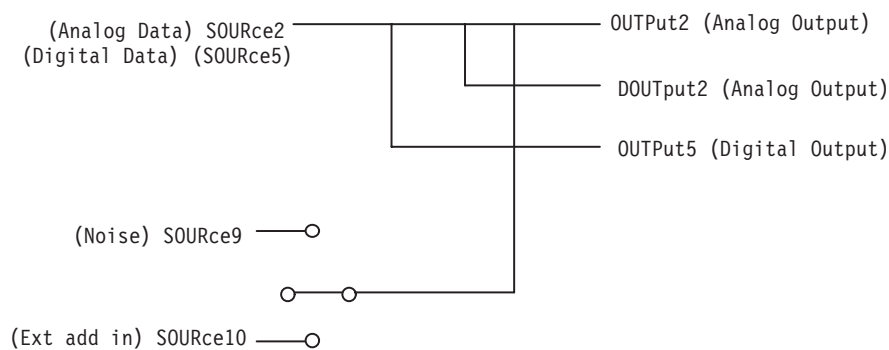 (Analog Data) SOURce2
(Digital Data) (SOURce5)
OUTPut2 (Analog Output)
DOUTput2 (Analog Output)
OUTPut5 (Digital Output)
(Noise) SOURce9
(Ext add in) SOURce10